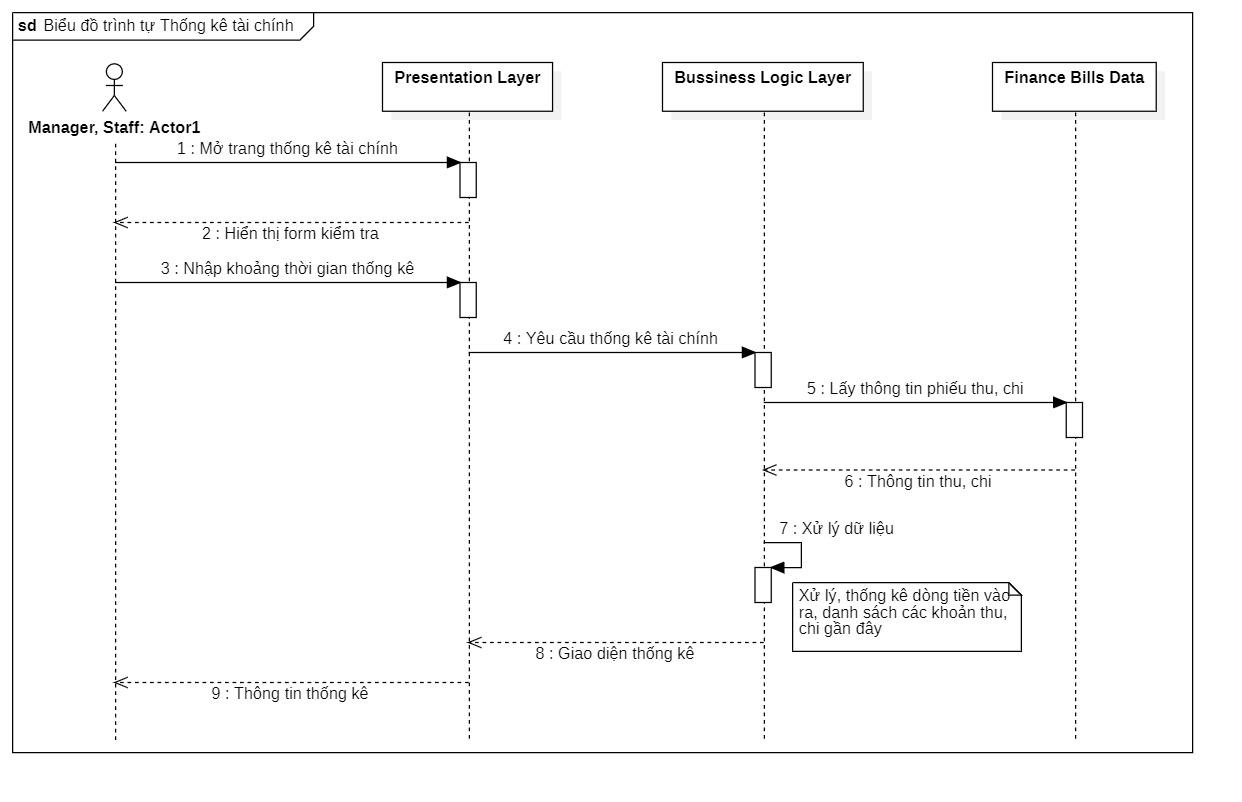 sd Biểu đồ trình tự Thống kê tài chính
Presentation Layer
Bussiness Logic Layer
Finance Bills Data
Manager, Staff: Actor1
1 : Mở trang thống kê tài chính
2 : Hiển thị form kiểm tra
3 : Nhập khoảng thời gian thống kê
4 : Yêu cầu thống kê tài chính
5 : Lấy thông tin phiếu thu, chi
6 : Thông tin thu, chi
7 : Xử lý dữ liệu
Xử lý, thống kê dòng tiền vào
ra, danh sách các khoản thu,
chi gần đây
8 : Giao diện thống kê
9 : Thông tin thống kê